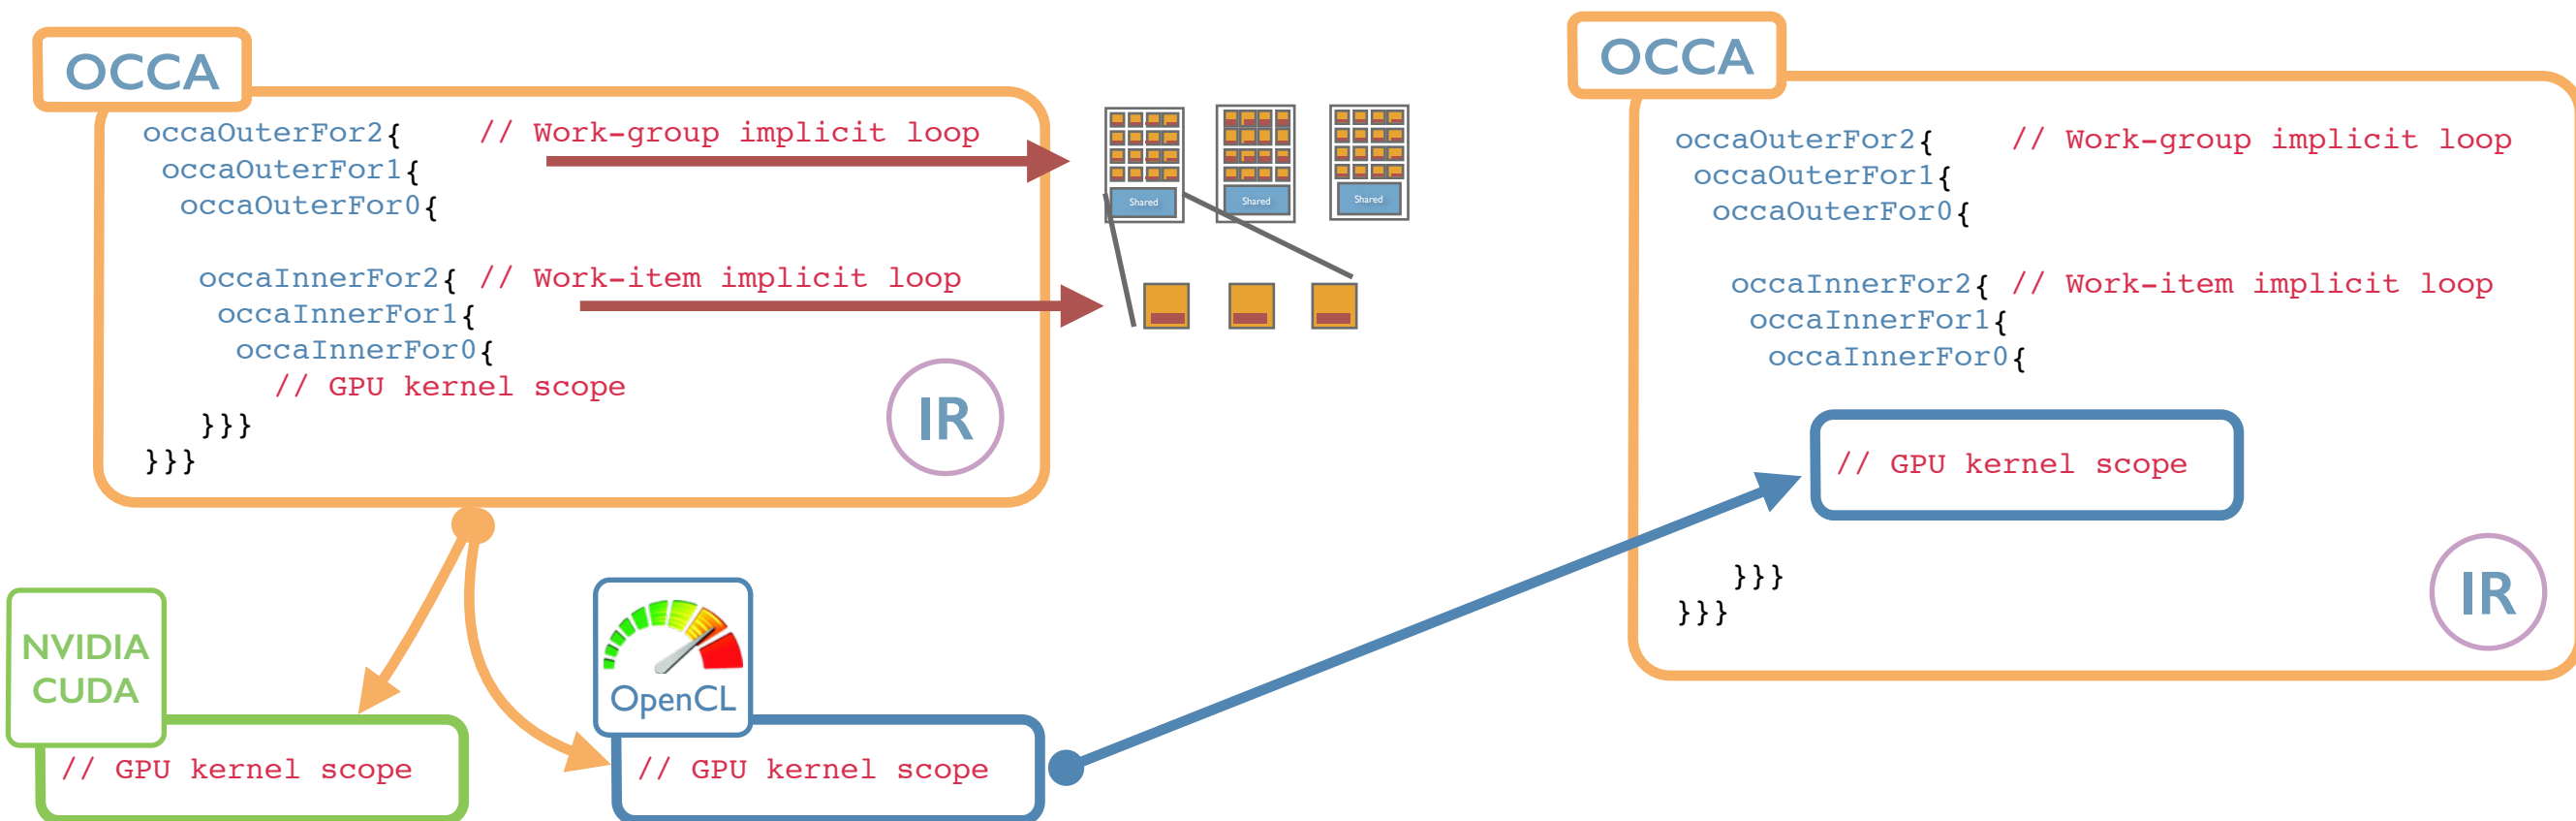 OCCA
occaOuterFor2{ // Work-group implicit loop
occaOuterFor1{
occaOuterFor0{
occaInnerFor2{ // Work-item implicit loop
occaInnerFor1{
occaInnerFor0{
// GPU kernel scope
}}}
}}}
IR
Shared
Shared
Shared
NVIDIA
CUDA
// GPU kernel scope
OpenCL
// GPU kernel scope
OCCA
occaOuterFor2{ // Work-group implicit loop
occaOuterFor1{
occaOuterFor0{
occaInnerFor2{ // Work-item implicit loop
occaInnerFor1{
occaInnerFor0{
// GPU kernel scope
}}}
}}}
IR